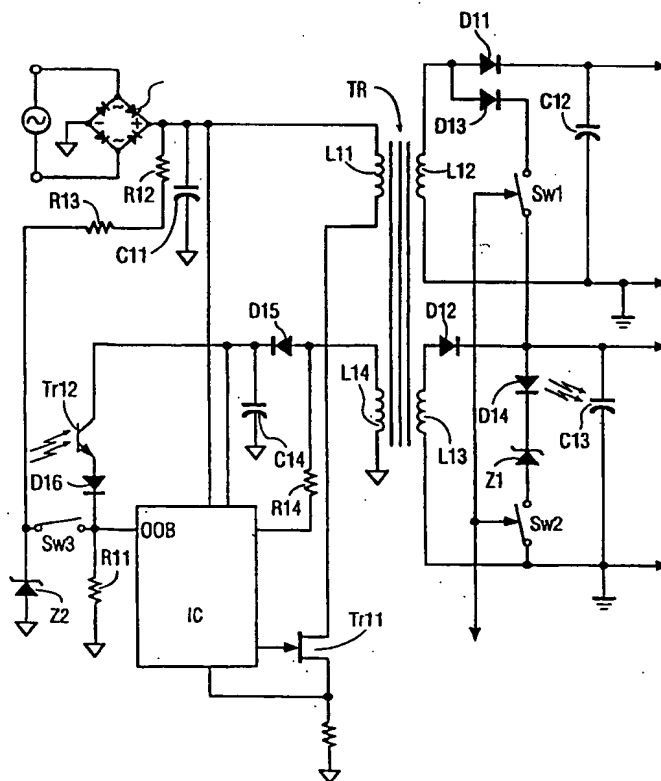 D11
TR
C12
D13
L11
L12
R12
R13
Sw1
C11
D15
D12
Tr12
L14
D14
C14
C13
L13
D16
Z1
R14
OOB
Sw3
Sw2
R11
Z2
IC
Tr11